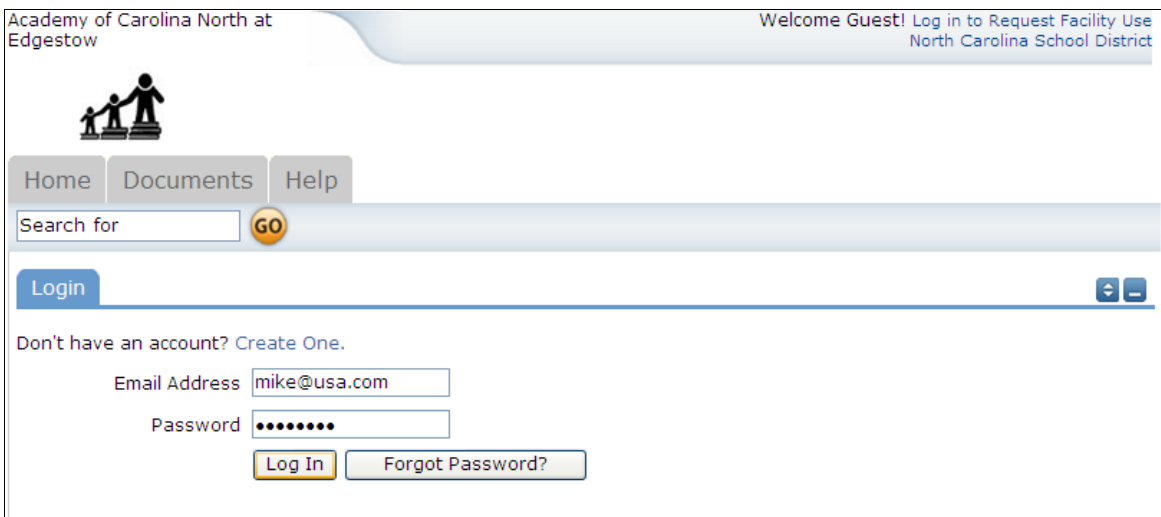 Academy of Carolina North at
Edgestow
Welcome Guest! Log in to Request Facility Use
North Carolina School District
Home Documents Help
Search for GO
Login
Don't have an account? Create One.
Email Address mike@usa.com
Password ••••••••
Log In Forgot Password?